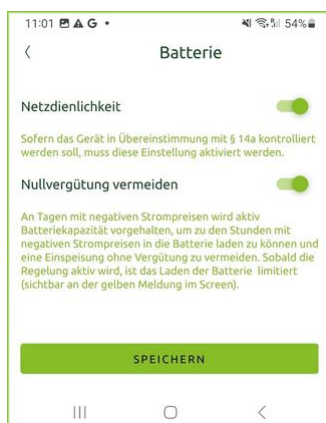 11:01 54%
Batterie
Netzdienlichkeit
Sofern das Gerät in Übereinstimmung mit § 14a kontrolliert
werden soll, muss diese Einstellung aktiviert werden.
Nullvergütung vermeiden
An Tagen mit negativen Strompreisen wird aktiv
Batteriekapazität vorgehalten, um zu den Stunden mit
negativen Strompreisen in die Batterie laden zu können und
eine Einspeisung ohne Vergütung zu vermeiden. Sobald die
Regelung aktiv wird, ist das Laden der Batterie limitiert
(sichtbar an der gelben Meldung im Screen).
SPEICHERN